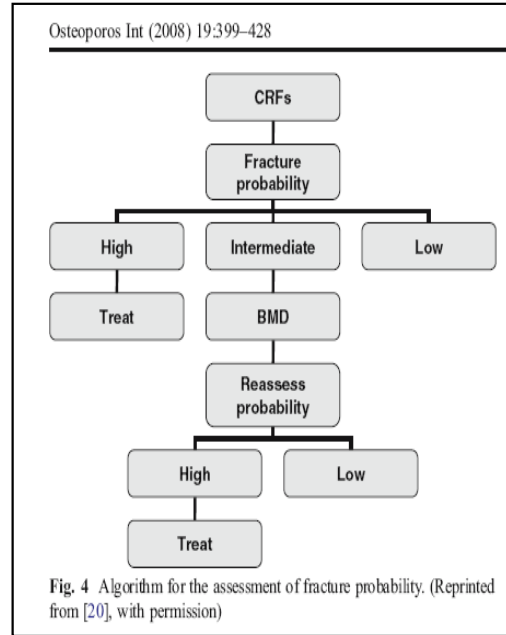 Osteoporos Int (2008) 19:399–428
CRFs
Fracture
probability
High
Intermediate
Low
Treat
BMD
Reassess
probability
High
Low
Treat
Fig. 4 Algorithm for the assessment of fracture probability. (Reprinted
from [20], with permission)